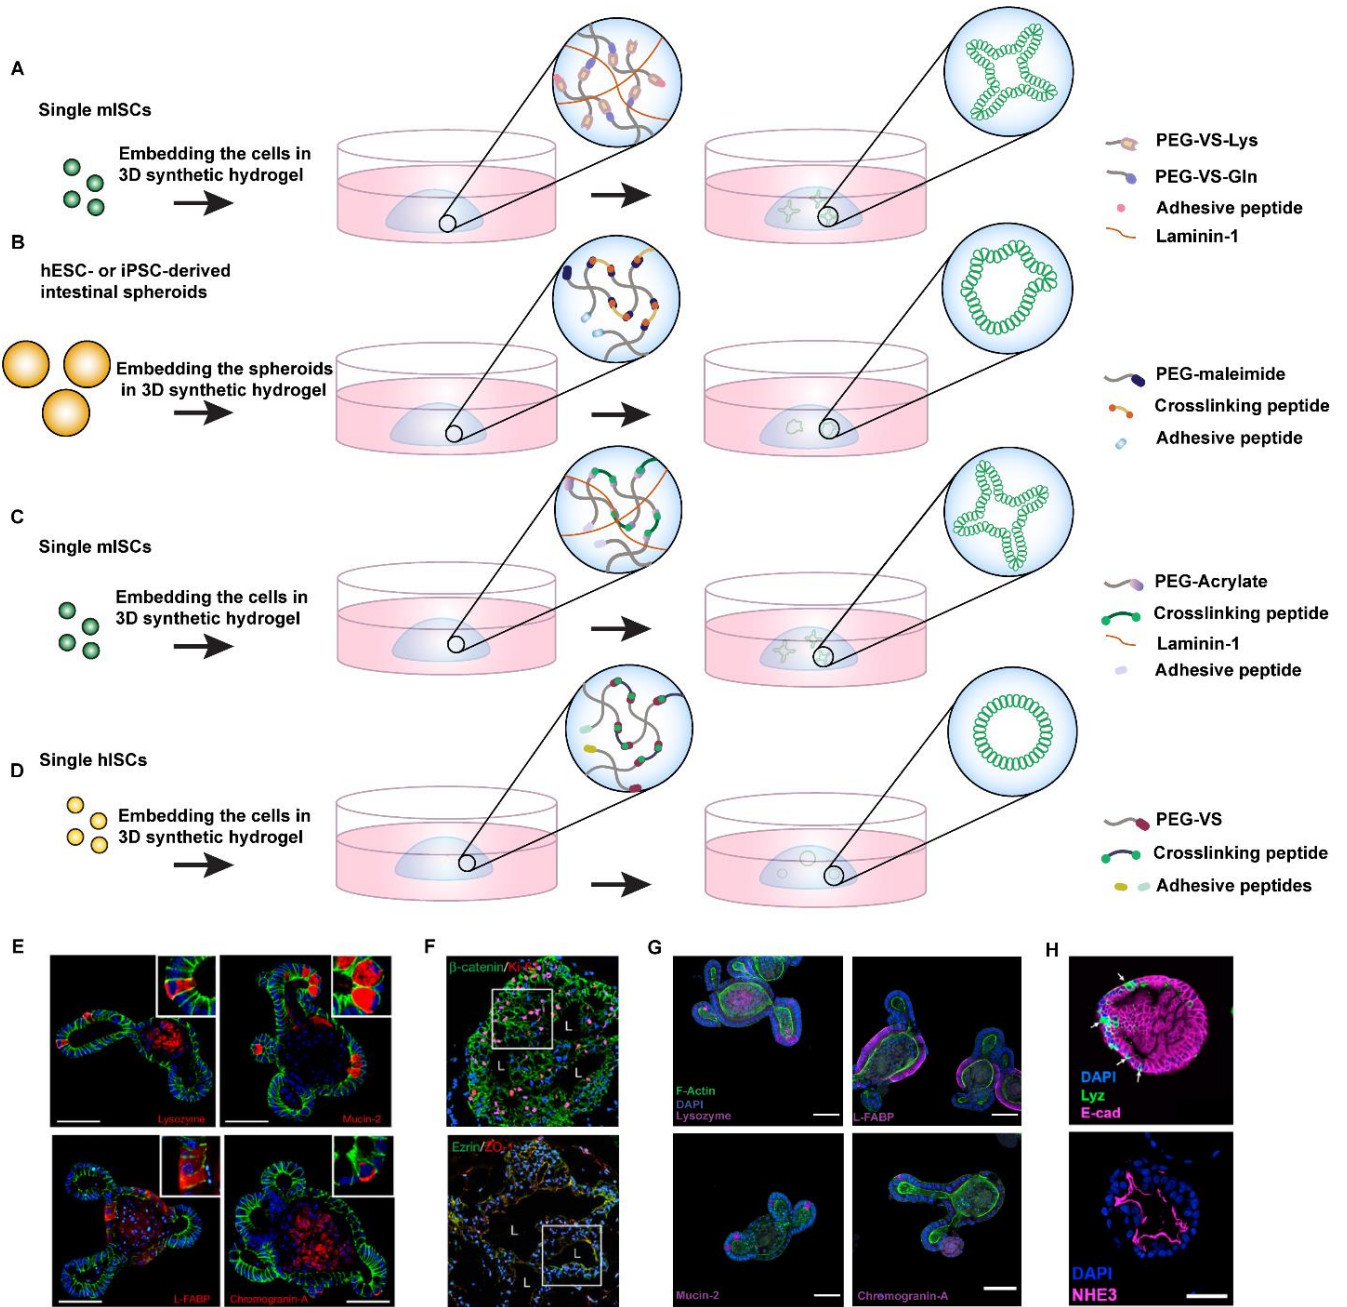 A
Single mISCs
Embedding the cells in
3D synthetic hydrogel
PEG-VS-Lys
PEG-VS-Gln
Adhesive peptide
Laminin-1
B
hESC- or iPSC-derived
intestinal spheroids
Embedding the spheroids
in 3D synthetic hydrogel
PEG-maleimide
Crosslinking peptide
Adhesive peptide
C
Single mISCs
Embedding the cells in
3D synthetic hydrogel
PEG-Acrylate
Crosslinking peptide
Laminin-1
Adhesive peptide
D
Single hISCs
Embedding the cells in
3D synthetic hydrogel
PEG-VS
Crosslinking peptide
Adhesive peptides
E
Lysozyme
Mucin-2
L-FABP
Chromogranin-A
F
β-catenin/
L
L
L
Ezrin/
L
L
L
G
F-Actin
DAPI
Lysozyme
L-FABP
Mucin-2
Chromogranin-A
H
DAPI
Lyz
E-cad
DAPI
NHE3